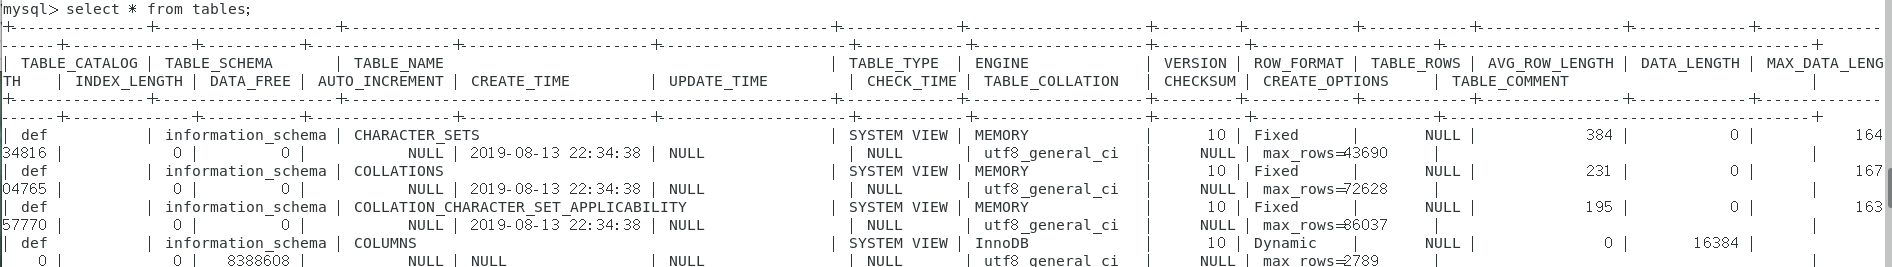 mysql> select * from tables;
+---------------+--------------------+------------------------------------------------------+-------------+--------------------+---------+------------+------------+----------------+-------------+-------------
------+--------------+-----------+----------------+---------------------+---------------------+------------+--------------------+----------+--------------------+-----------------------------------------+
| TABLE_CATALOG | TABLE_SCHEMA | TABLE_NAME | TABLE_TYPE | ENGINE | VERSION | ROW_FORMAT | TABLE_ROWS | AVG_ROW_LENGTH | DATA_LENGTH | MAX_DATA_LENG
TH | INDEX_LENGTH | DATA_FREE | AUTO_INCREMENT | CREATE_TIME | UPDATE_TIME | CHECK_TIME | TABLE_COLLATION | CHECKSUM | CREATE_OPTIONS | TABLE_COMMENT |
+---------------+--------------------+------------------------------------------------------+-------------+--------------------+---------+------------+------------+----------------+-------------+-------------
------+--------------+-----------+----------------+---------------------+---------------------+------------+--------------------+----------+--------------------+-----------------------------------------+
| def | information_schema | CHARACTER_SETS | SYSTEM VIEW | MEMORY | 10 | Fixed | NULL | 384 | 0 | 164
34816 | 0 | 0 | NULL | 2019-08-13 22:34:38 | NULL | NULL | utf8_general_ci | NULL | max_rows=43690 | |
| def | information_schema | COLLATIONS | SYSTEM VIEW | MEMORY | 10 | Fixed | NULL | 231 | 0 | 167
04765 | 0 | 0 | NULL | 2019-08-13 22:34:38 | NULL | NULL | utf8_general_ci | NULL | max_rows=72628 | |
| def | information_schema | COLLATION_CHARACTER_SET_APPLICABILITY | SYSTEM VIEW | MEMORY | 10 | Fixed | NULL | 195 | 0 | 163
57770 | 0 | 0 | NULL | 2019-08-13 22:34:38 | NULL | NULL | utf8_general_ci | NULL | max_rows=86037 | |
| def | information_schema | COLUMNS | SYSTEM VIEW | InnoDB | 10 | Dynamic | NULL | 0 | 16384 |
0 | 0 | 8388608 | NULL | NULL | NULL | NULL | utf8_general_ci | NULL | max_rows=2789 | |